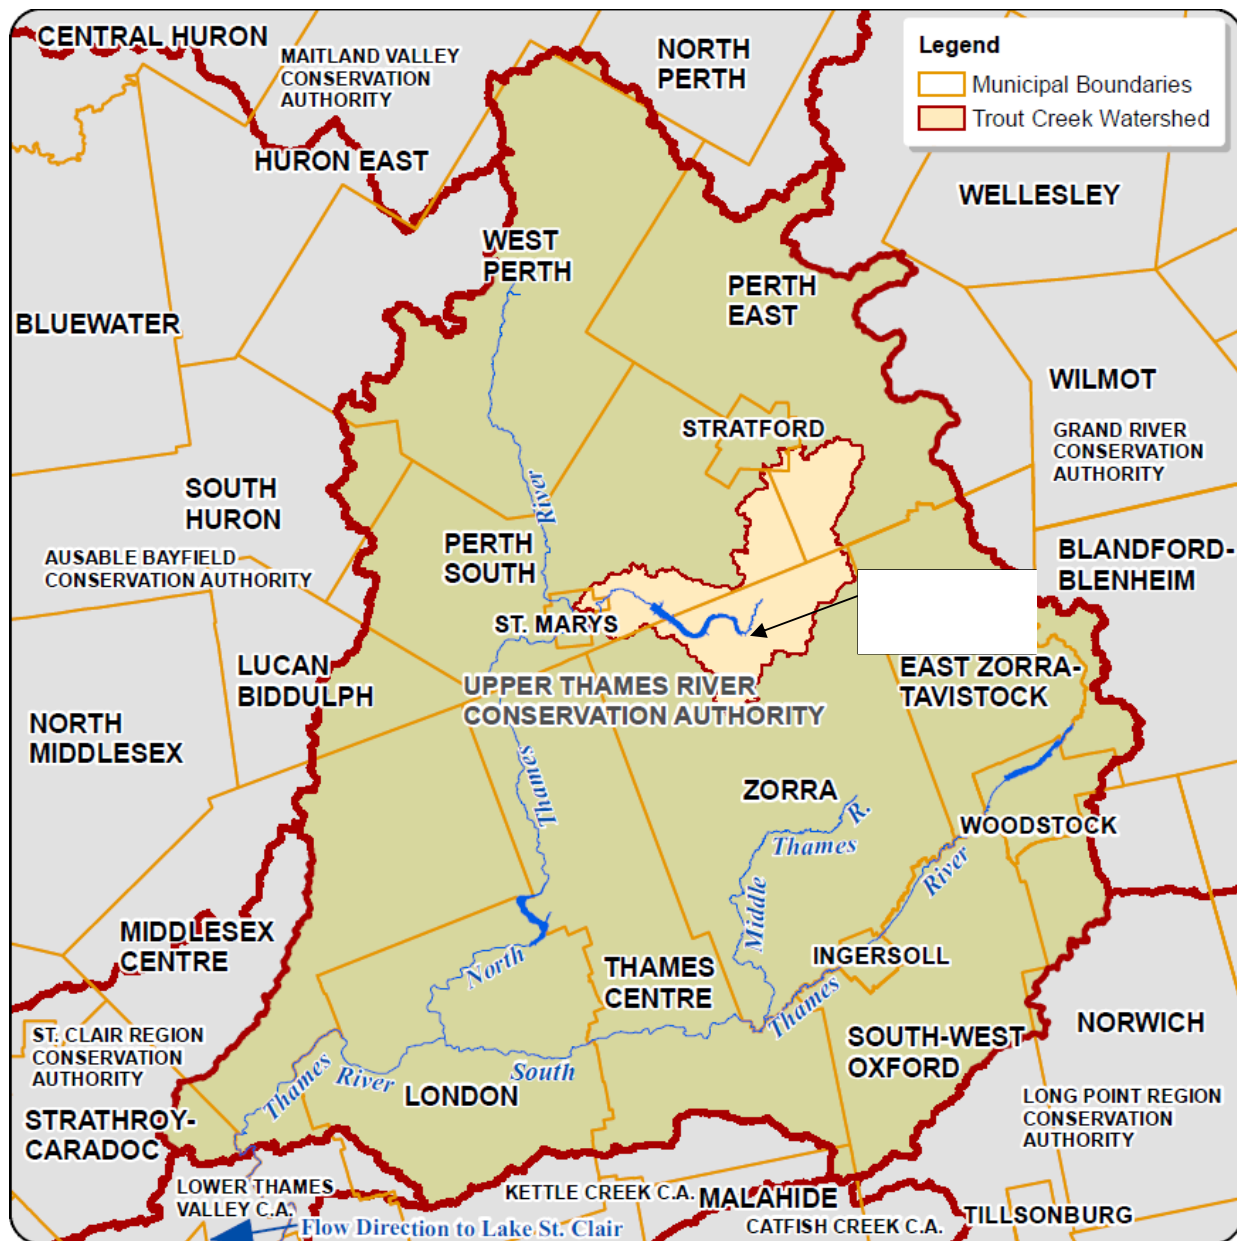 CENTRAL HURON
MAITLAND VALLEY
CONSERVATION
AUTHORITY
NORTH
PERTH
Legend
Municipal Boundaries
Trout Creek Watershed
HURON EAST
WELLESLEY
WEST
PERTH
PERTH
EAST
BLUEWATER
WILMOT
STRATFORD
GRAND RIVER
CONSERVATION
AUTHORITY
SOUTH
HURON
River
PERTH
SOUTH
AUSABLE BAYFIELD
CONSERVATION AUTHORITY
BLANDFORD-
BLENHEIM
ST. MARYS
LUCAN
BIDDULPH
UPPER THAMES RIVER
CONSERVATION AUTHORITY
EAST ZORRA-
TAVISTOCK
NORTH
MIDDLESEX
Thames
ZORRA
R.
Thames
WOODSTOCK
River
Middle
MIDDLESEX
CENTRE
North
THAMES
CENTRE
INGERSOLL
Thames
ST. CLAIR REGION
CONSERVATION
AUTHORITY
SOUTH-WEST
OXFORD
NORWICH
Thames
River
South
LONDON
STRATHROY-
CARADOC
LONG POINT REGION
CONSERVATION
AUTHORITY
LOWER THAMES
VALLEY C.A.
KETTLE CREEK C.A.
MALAHIDE
CATFISH CREEK C.A.
TILLSONBURG
Flow Direction to Lake St. Clair